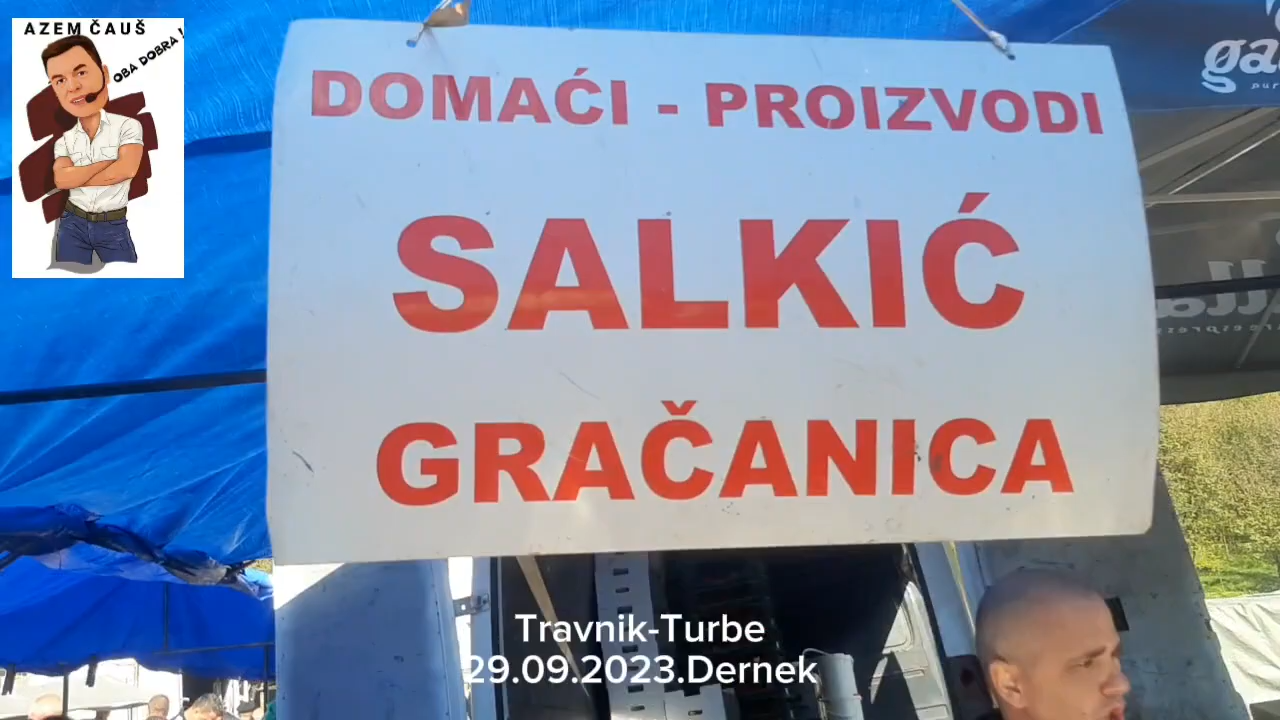 AZEM ČAUŠ
OBA DOBRA!
DOMAĆI - PROIZVODI
SALKIĆ
GRAČANICA
Travnik-Turbe
29.09.2023.Dernek